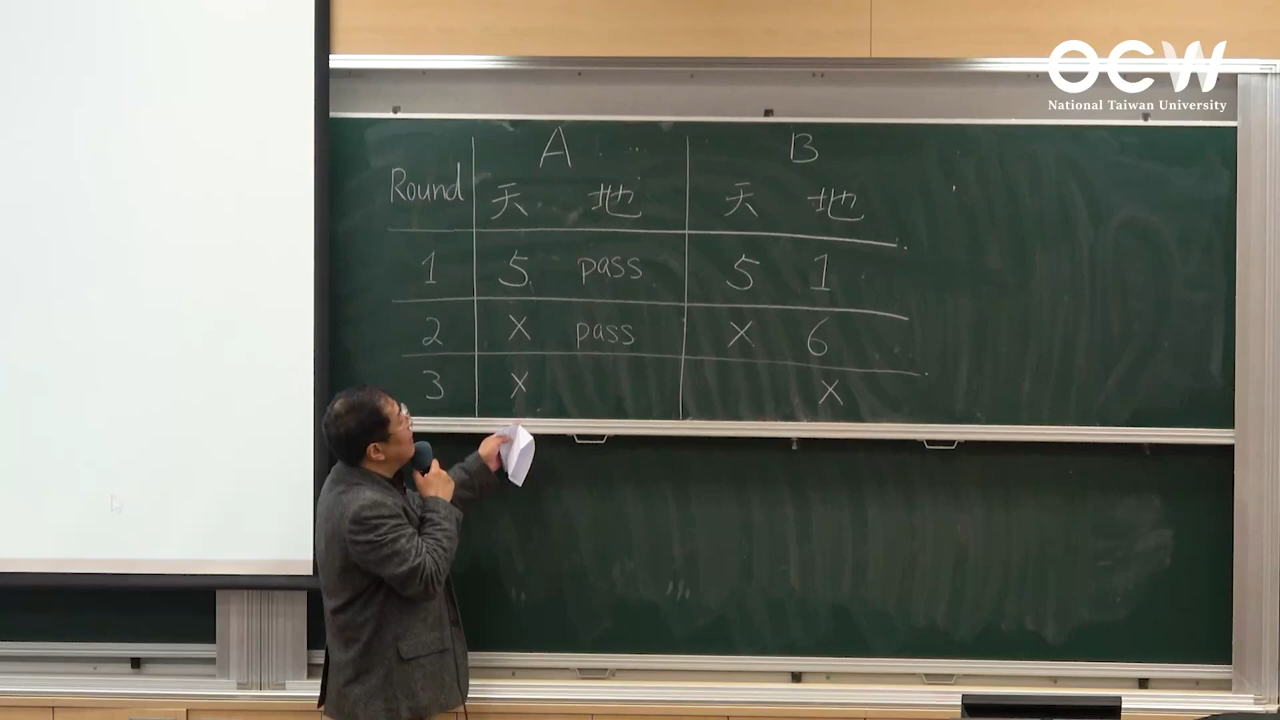 OCW
National Taiwan University
A B
Round 天 地 天 地
1 5 pass 5 1
2 X pass X 6
3 X X